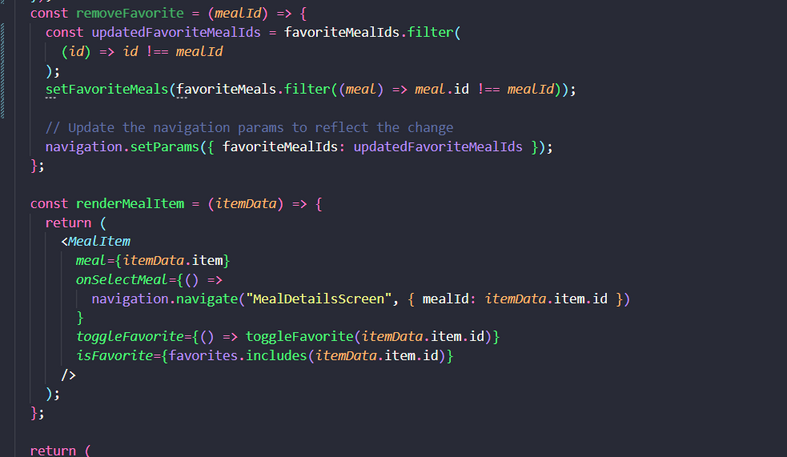 const removeFavorite = (mealId) => {
const updatedFavoriteMealIds = favoriteMealIds.filter(
(id) => id !== mealId
);
setFavoriteMeals(favoriteMeals.filter((meal) => meal.id !== mealId));
// Update the navigation params to reflect the change
navigation.setParams({ favoriteMealIds: updatedFavoriteMealIds });
};
const renderMealItem = (itemData) => {
return (
<MealItem
meal={itemData.item}
onSelectMeal={() =>
navigation.navigate("MealDetailsScreen", { mealId: itemData.item.id })
}
toggleFavorite={() => toggleFavorite(itemData.item.id)}
isFavorite={favorites.includes(itemData.item.id)}
/>
);
};
return (